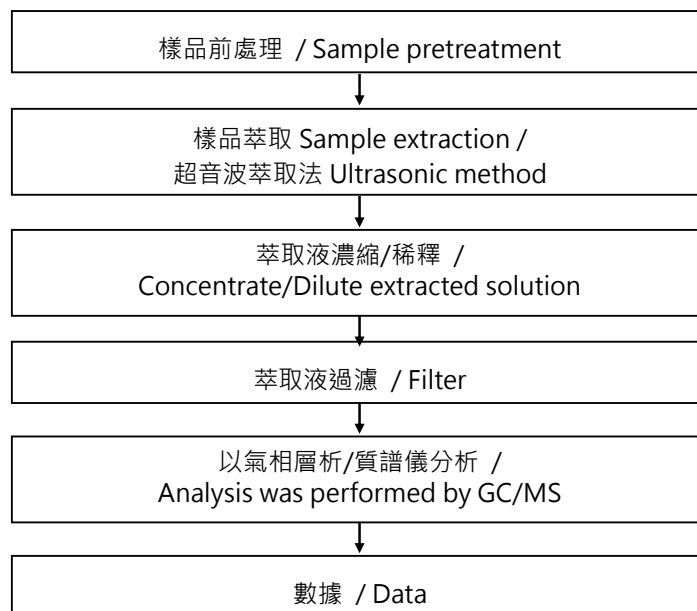 樣品前處理 / Sample pretreatment
樣品萃取 Sample extraction /
超音波萃取法 Ultrasonic method
萃取液濃縮/稀釋 /
Concentrate/Dilute extracted solution
萃取液過濾 / Filter
以氣相層析/質譜儀分析 /
Analysis was performed by GC/MS
數據 / Data